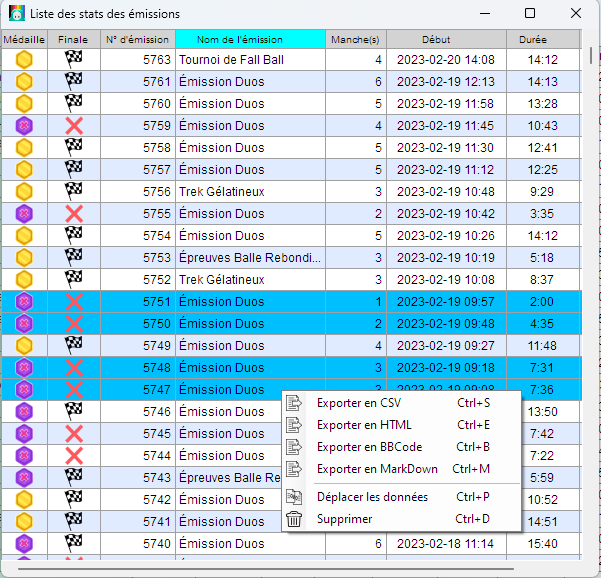 Liste des stats des émissions
Médaille Finale N° d'émission Nom de l'émission Manche(s) Début Durée
5763 Tournoi de Fall Ball 4 2023-02-20 14:08 14:12
5761 Émission Duos 6 2023-02-19 12:13 14:13
5760 Émission Duos 5 2023-02-19 11:58 13:28
5759 Émission Duos 4 2023-02-19 11:45 10:43
5758 Émission Duos 5 2023-02-19 11:30 12:41
5757 Émission Duos 5 2023-02-19 11:12 12:25
5756 Trek Gélatineux 3 2023-02-19 10:48 9:29
5755 Émission Duos 2 2023-02-19 10:42 3:35
5754 Émission Duos 5 2023-02-19 10:26 14:12
5753 Épreuves Balle Rebondi... 3 2023-02-19 10:19 5:18
5752 Trek Gélatineux 3 2023-02-19 10:08 8:37
5751 Émission Duos 1 2023-02-19 09:57 2:00
5750 Émission Duos 2 2023-02-19 09:48 4:35
5749 Émission Duos 4 2023-02-19 09:27 11:48
5748 Émission Duos 3 2023-02-19 09:18 7:31
5747 Émission Duos 3 2023-02-19 09:08 7:36
5746 Émission Duos 13:50
5745 Émission Duos 7:42
5744 Émission Duos 7:22
5743 Épreuves Balle Re 5:59
5742 Émission Duos 10:52
5741 Émission Duos 14:51
5740 Émission Duos 6 2023-02-18 11:14 15:40
Exporter en CSV Ctrl+S
Exporter en HTML Ctrl+E
Exporter en BBCode Ctrl+B
Exporter en MarkDown Ctrl+M
Déplacer les données Ctrl+P
Supprimer Ctrl+D